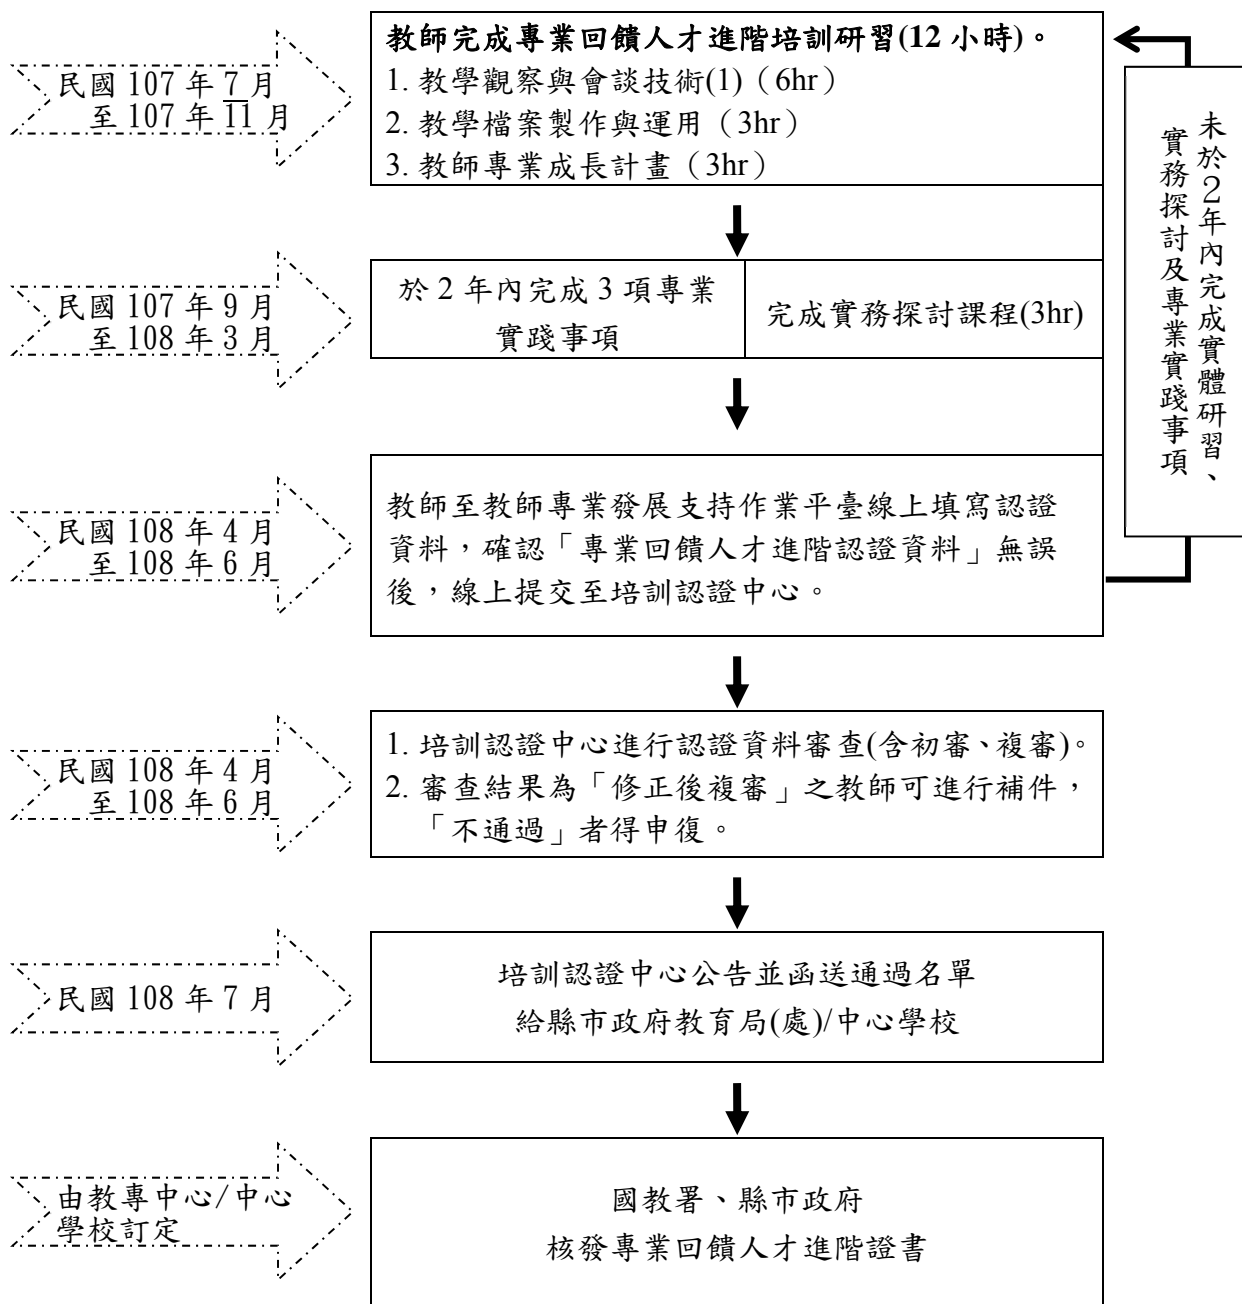 民國 107 年 7 月
至 107 年 11 月
教師完成專業回饋人才進階培訓研習(12 小時)。
1. 教學觀察與會談技術(1)（6hr）
2. 教學檔案製作與運用（3hr）
3. 教師專業成長計畫（3hr）
未於2年內完成實體研習、
實務探討及專業實踐事項
民國 107 年 9 月
至 108 年 3 月
於 2 年內完成 3 項專業
實踐事項
完成實務探討課程(3hr)
民國 108 年 4 月
至 108 年 6 月
教師至教師專業發展支持作業平臺線上填寫認證
資料，確認「專業回饋人才進階認證資料」無誤
後，線上提交至培訓認證中心。
民國 108 年 4 月
至 108 年 6 月
1. 培訓認證中心進行認證資料審查(含初審、複審)。
2. 審查結果為「修正後複審」之教師可進行補件，
「不通過」者得申復。
民國 108 年 7 月
培訓認證中心公告並函送通過名單
給縣市政府教育局(處)/中心學校
由教專中心/中心
學校訂定
國教署、縣市政府
核發專業回饋人才進階證書